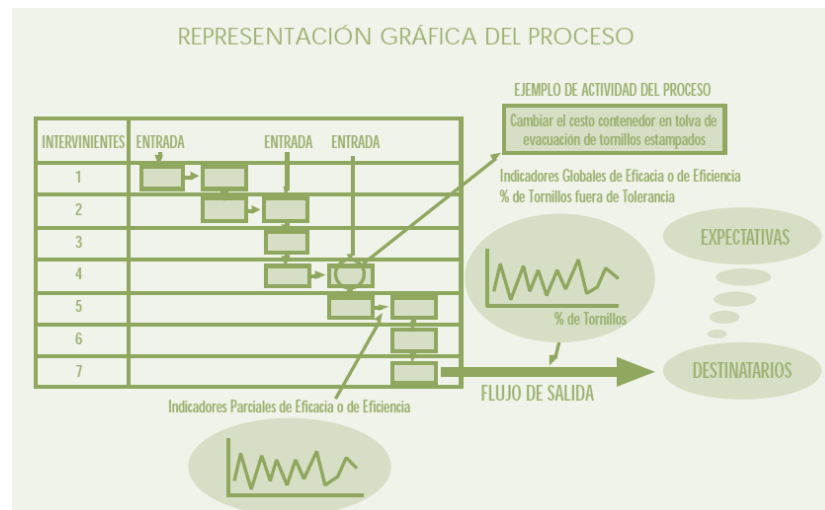 REPRESENTACIÓN GRÁFICA DEL PROCESO
EJEMPLO DE ACTIVIDAD DEL PROCESO
Cambiar el cesto contenedor en tolva de
evacuación de tornillos estampados
INTERVINIENTES ENTRADA ENTRADA ENTRADA
1
2
3
4
5
6
7
Indicadores Globales de Eficacia o de Eficiencia
% de Tornillos fuera de Tolerancia
EXPECTATIVAS
% de Tornillos
DESTINATARIOS
FLUJO DE SALIDA
Indicadores Parciales de Eficacia o de Eficiencia